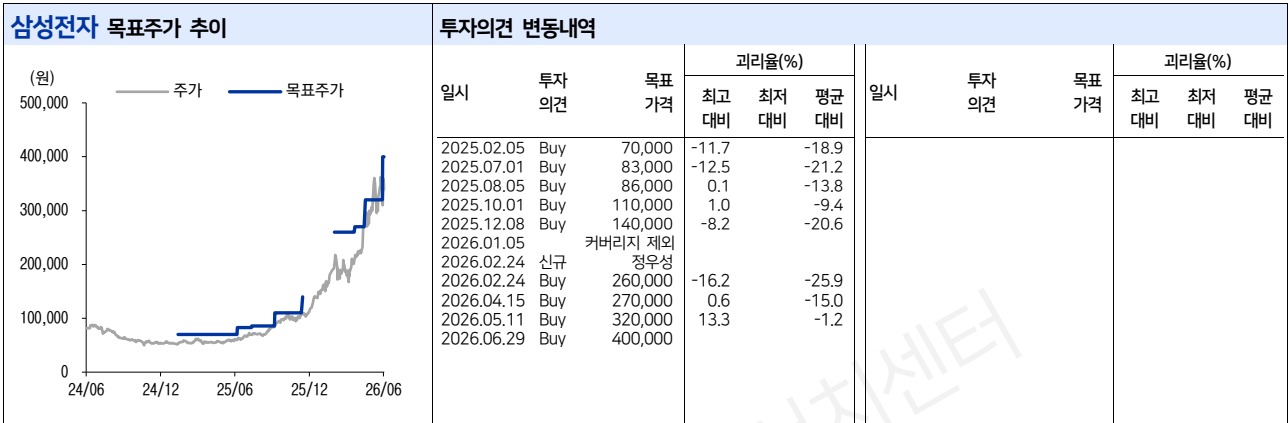 삼성전자 목표주가 추이
(원)
주가
목표주가
500,000
400,000
300,000
200,000
100,000
0
24/06 24/12 25/06 25/12 26/06
투자의견 변동내역
일시 투자의견 목표가격 괴리율(%)
최고대비 최저대비 평균대비
2025.02.05 Buy 70,000 -11.7 -18.9
2025.07.01 Buy 83,000 -12.5 -21.2
2025.08.05 Buy 86,000 0.1 -13.8
2025.10.01 Buy 110,000 1.0 -9.4
2025.12.08 Buy 140,000 -8.2 -20.6
2026.01.05 커버리지 제외
2026.02.24 신규 정우성
2026.02.24 Buy 260,000 -16.2 -25.9
2026.04.15 Buy 270,000 0.6 -15.0
2026.05.11 Buy 320,000 13.3 -1.2
2026.06.29 Buy 400,000
일시 투자의견 목표가격 괴리율(%)
최고대비 최저대비 평균대비
센터